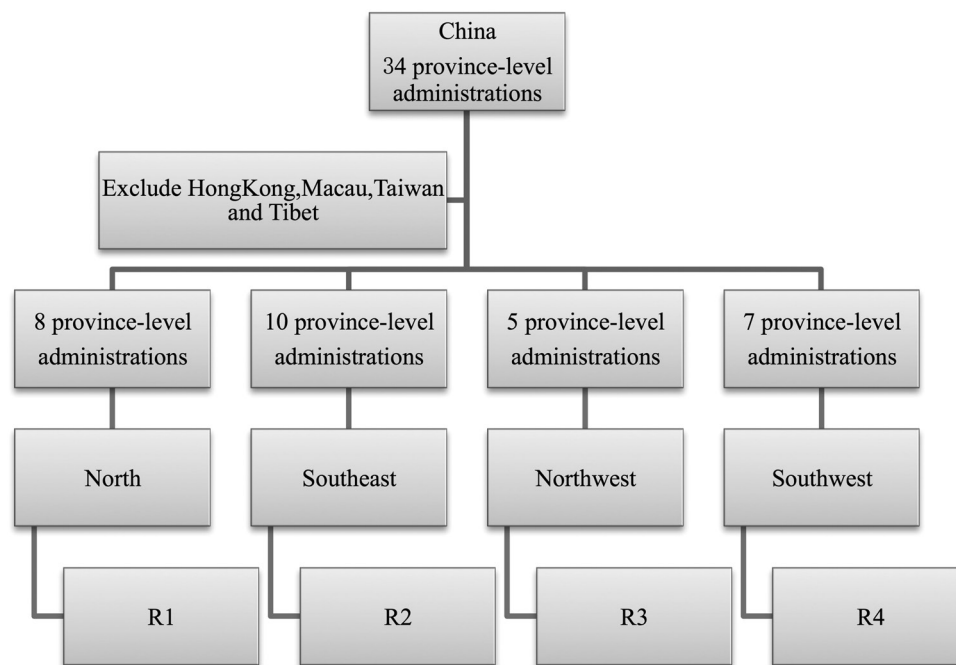 China
34 province-level
administrations
Exclude HongKong,Macau,Taiwan
and Tibet
8 province-level
administrations
10 province-level
administrations
5 province-level
administrations
7 province-level
administrations
North
Southeast
Northwest
Southwest
R1
R2
R3
R4